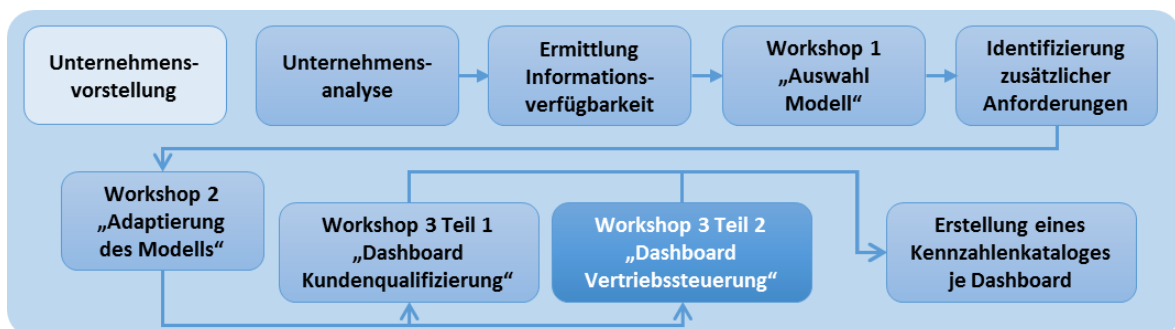 Unternehmens-
vorstellung
Unternehmens-
analyse
Ermittlung
Informations-
verfügbarkeit
Workshop 1
„Auswahl
Modell“
Identifizierung
zusätzlicher
Anforderungen
Workshop 2
„Adaptierung
des Modells“
Workshop 3 Teil 1
„Dashboard
Kundenqualifizierung“
Workshop 3 Teil 2
„Dashboard
Vertriebssteuerung“
Erstellung eines
Kennzahlenkataloges
je Dashboard